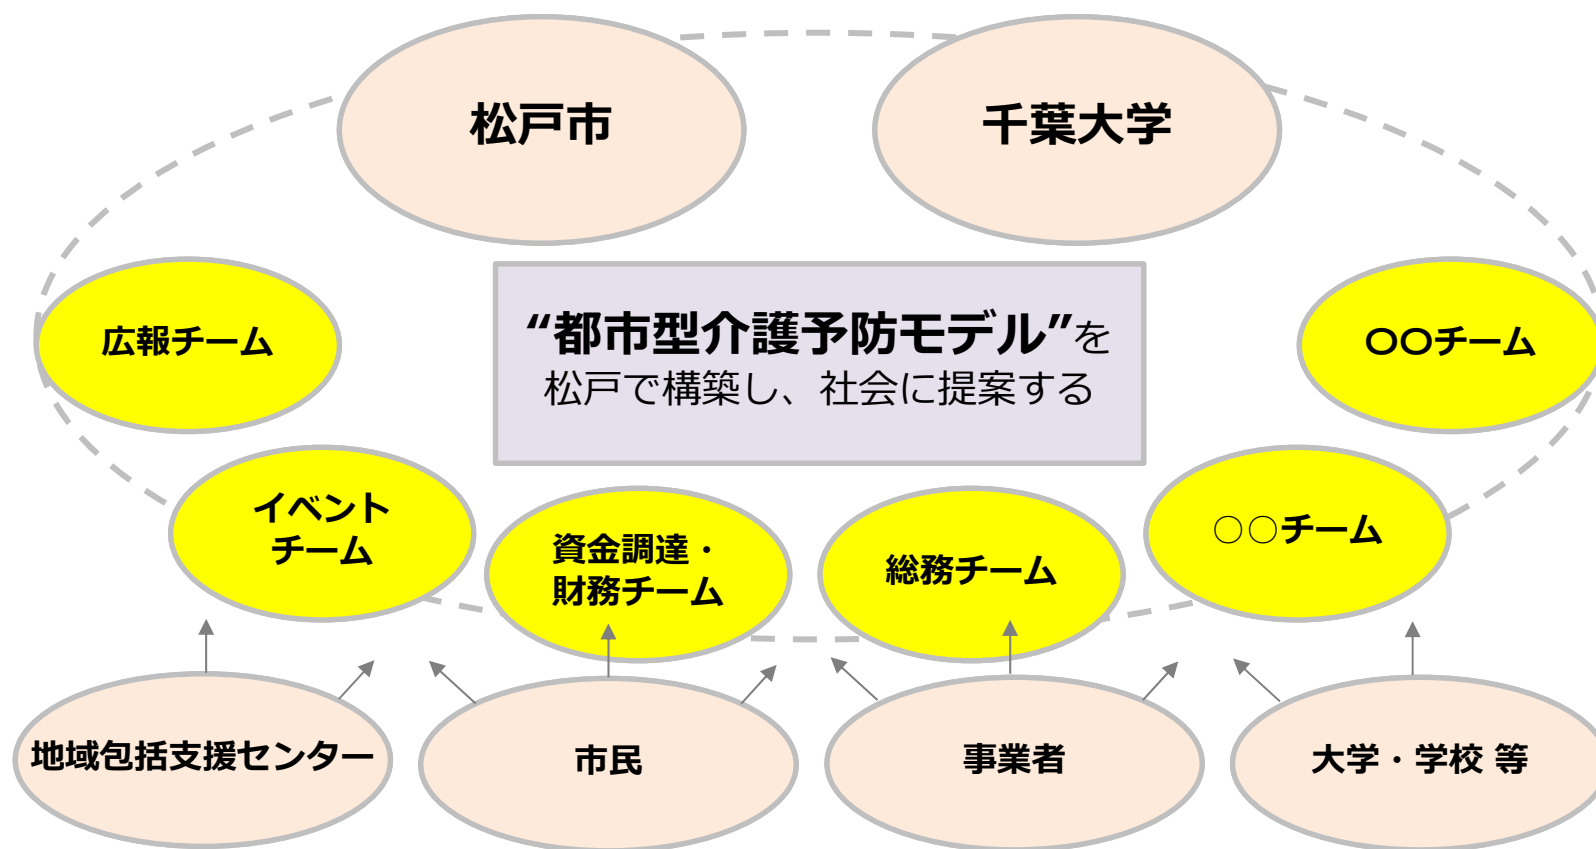 松戸市
千葉大学
“都市型介護予防モデル”を
松戸で構築し、社会に提案する
広報チーム
〇〇チーム
イベント
チーム
資金調達・
財務チーム
総務チーム
○○チーム
地域包括支援センター
市民
事業者
大学・学校 等